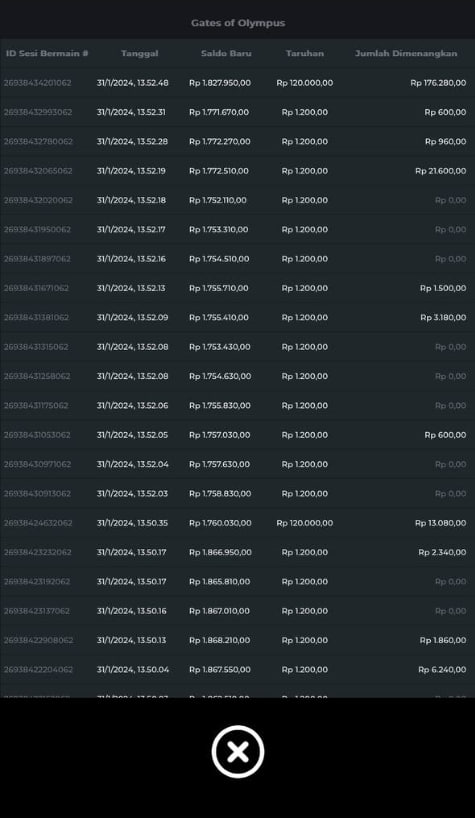 Gates of Olympus
ID Sesi Bermain # Tanggal Saldo Baru Taruhan Jumlah Dimenangkan
26938434201062 31/1/2024, 13.52.48 Rp 1.827.950,00 Rp 120.000,00 Rp 176.280,00
26938432993062 31/1/2024, 13.52.31 Rp 1.771.670,00 Rp 1.200,00 Rp 600,00
26938432780062 31/1/2024, 13.52.28 Rp 1.772.270,00 Rp 1.200,00 Rp 960,00
26938432065062 31/1/2024, 13.52.19 Rp 1.772.510,00 Rp 1.200,00 Rp 21.600,00
26938432020062 31/1/2024, 13.52.18 Rp 1.752.110,00 Rp 1.200,00 Rp 0,00
26938431950062 31/1/2024, 13.52.17 Rp 1.753.310,00 Rp 1.200,00 Rp 0,00
26938431897062 31/1/2024, 13.52.16 Rp 1.754.510,00 Rp 1.200,00 Rp 0,00
26938431671062 31/1/2024, 13.52.13 Rp 1.755.710,00 Rp 1.200,00 Rp 1.500,00
26938431381062 31/1/2024, 13.52.09 Rp 1.755.410,00 Rp 1.200,00 Rp 3.180,00
26938431315062 31/1/2024, 13.52.08 Rp 1.753.430,00 Rp 1.200,00 Rp 0,00
26938431258062 31/1/2024, 13.52.08 Rp 1.754.630,00 Rp 1.200,00 Rp 0,00
26938431175062 31/1/2024, 13.52.06 Rp 1.755.830,00 Rp 1.200,00 Rp 0,00
26938431053062 31/1/2024, 13.52.05 Rp 1.757.030,00 Rp 1.200,00 Rp 600,00
26938430971062 31/1/2024, 13.52.04 Rp 1.757.630,00 Rp 1.200,00 Rp 0,00
26938430913062 31/1/2024, 13.52.03 Rp 1.758.830,00 Rp 1.200,00 Rp 0,00
26938424632062 31/1/2024, 13.50.35 Rp 1.760.030,00 Rp 120.000,00 Rp 13.080,00
26938423232062 31/1/2024, 13.50.17 Rp 1.866.950,00 Rp 1.200,00 Rp 2.340,00
26938423192062 31/1/2024, 13.50.17 Rp 1.865.810,00 Rp 1.200,00 Rp 0,00
26938423137062 31/1/2024, 13.50.16 Rp 1.867.010,00 Rp 1.200,00 Rp 0,00
26938422908062 31/1/2024, 13.50.13 Rp 1.868.210,00 Rp 1.200,00 Rp 1.860,00
26938422204062 31/1/2024, 13.50.04 Rp 1.867.550,00 Rp 1.200,00 Rp 6.240,00